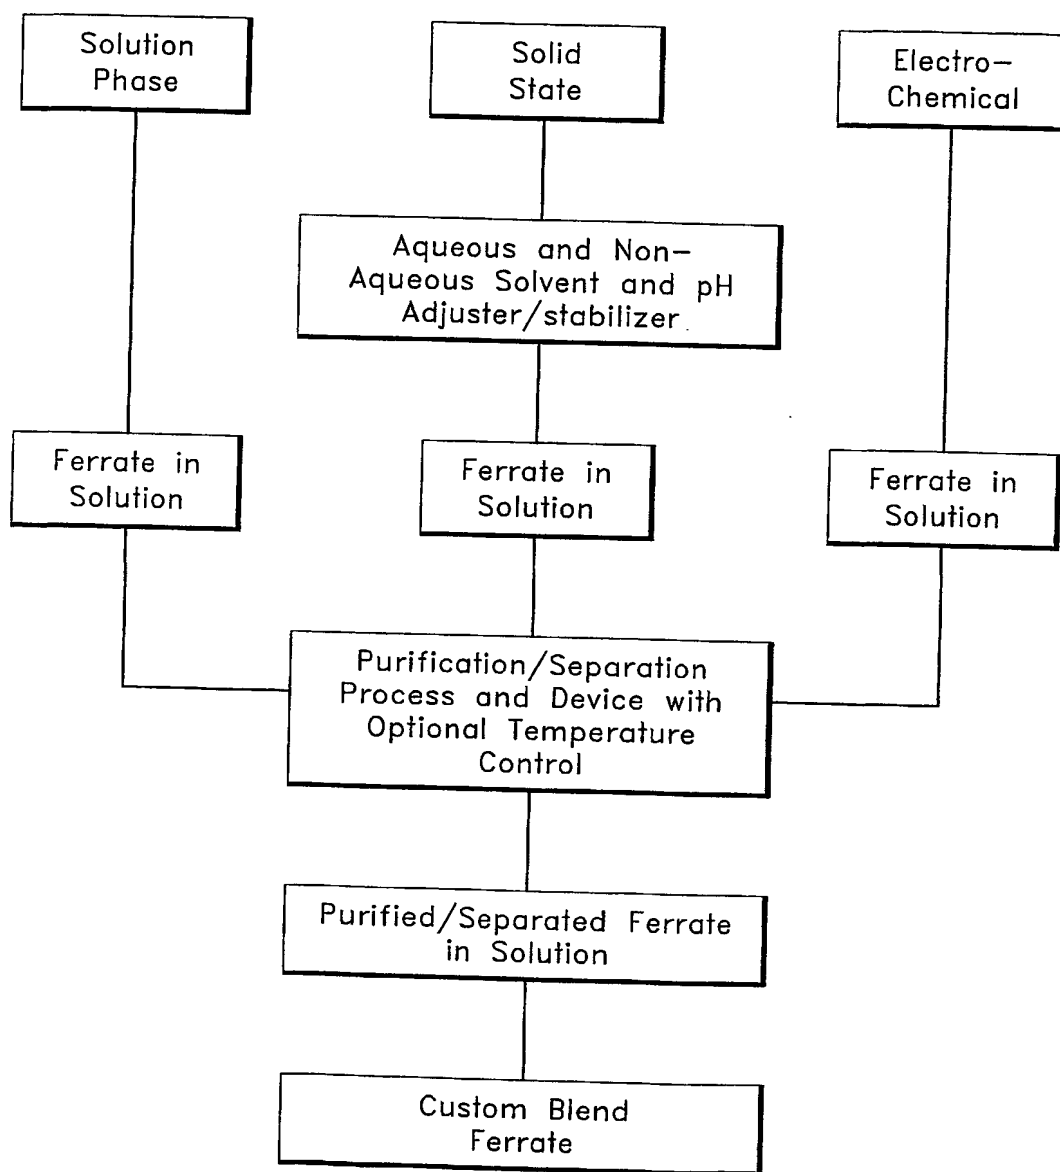 Solution
Phase
Solid
State
Electro-
Chemical
Aqueous and Non-
Aqueous Solvent and pH
Adjuster/stabilizer
Ferrate in
Solution
Ferrate in
Solution
Ferrate in
Solution
Purification/Separation
Process and Device with
Optional Temperature
Control
Purified/Separated Ferrate
in Solution
Custom Blend
Ferrate